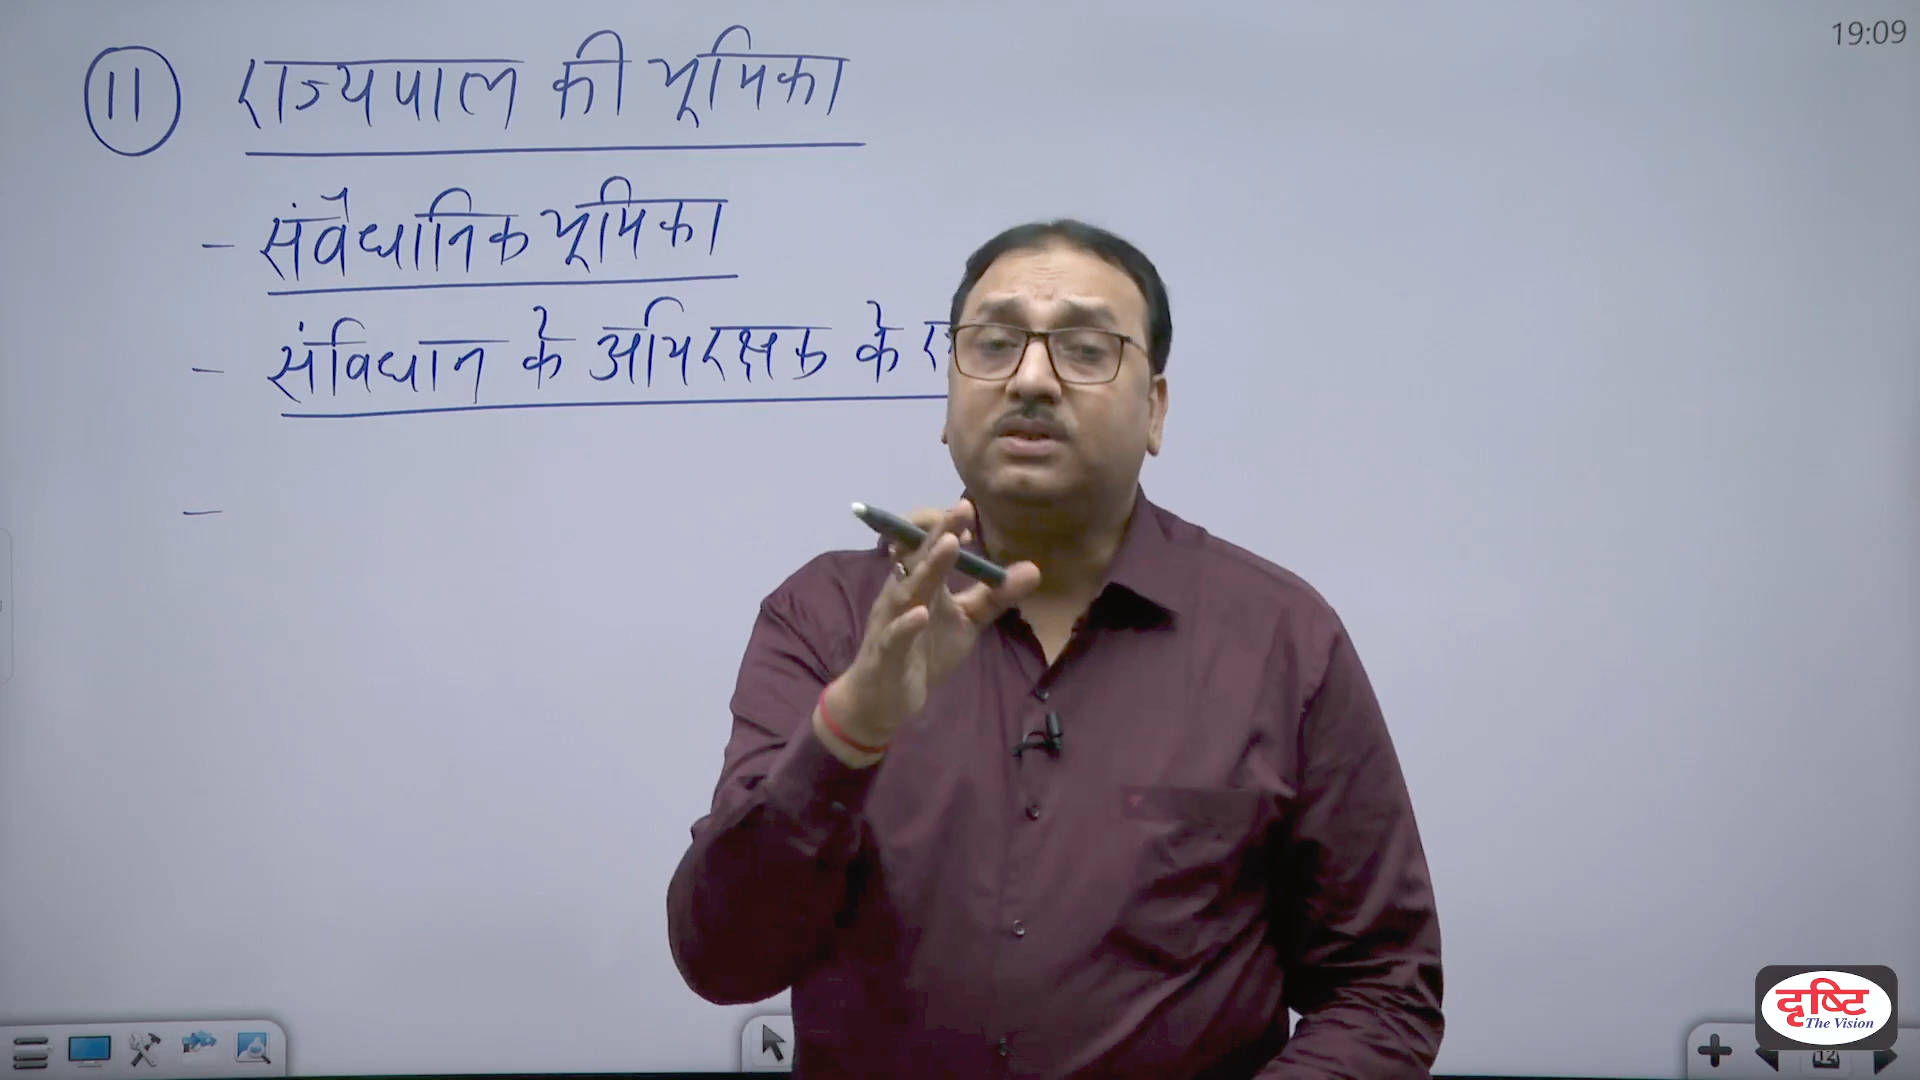 19:09
11 राज्यपाल की भूमिका
- संवैधानिक भूमिका
- संविधान के अभिरक्षक के
-
दृष्टि
The Vision
12